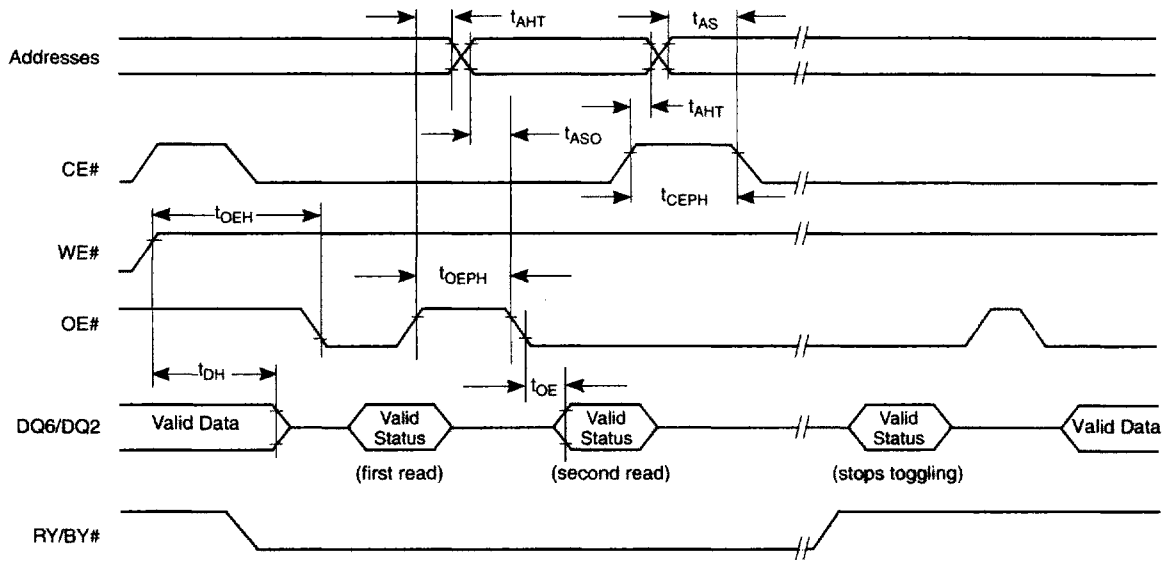 tAHT
tAS
Addresses
tAHT
tASO
CE#
tCEPH
tOEH
WE#
tOEPH
OE#
tDH
tOE
DQ6/DQ2
Valid Data
Valid
Status
Valid
Status
Valid
Status
Valid Data
(first read)
(second read)
(stops toggling)
RY/BY#